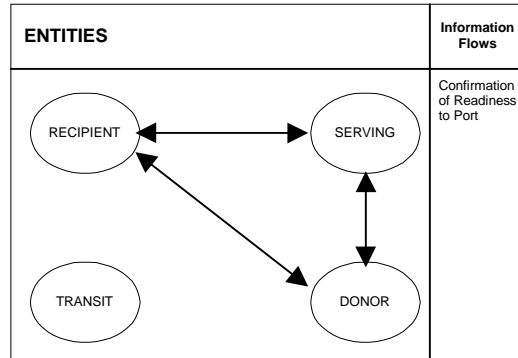 ENTITIES
Information
Flows
Confirmation
of Readiness
to Port
RECIPIENT
SERVING
TRANSIT
DONOR